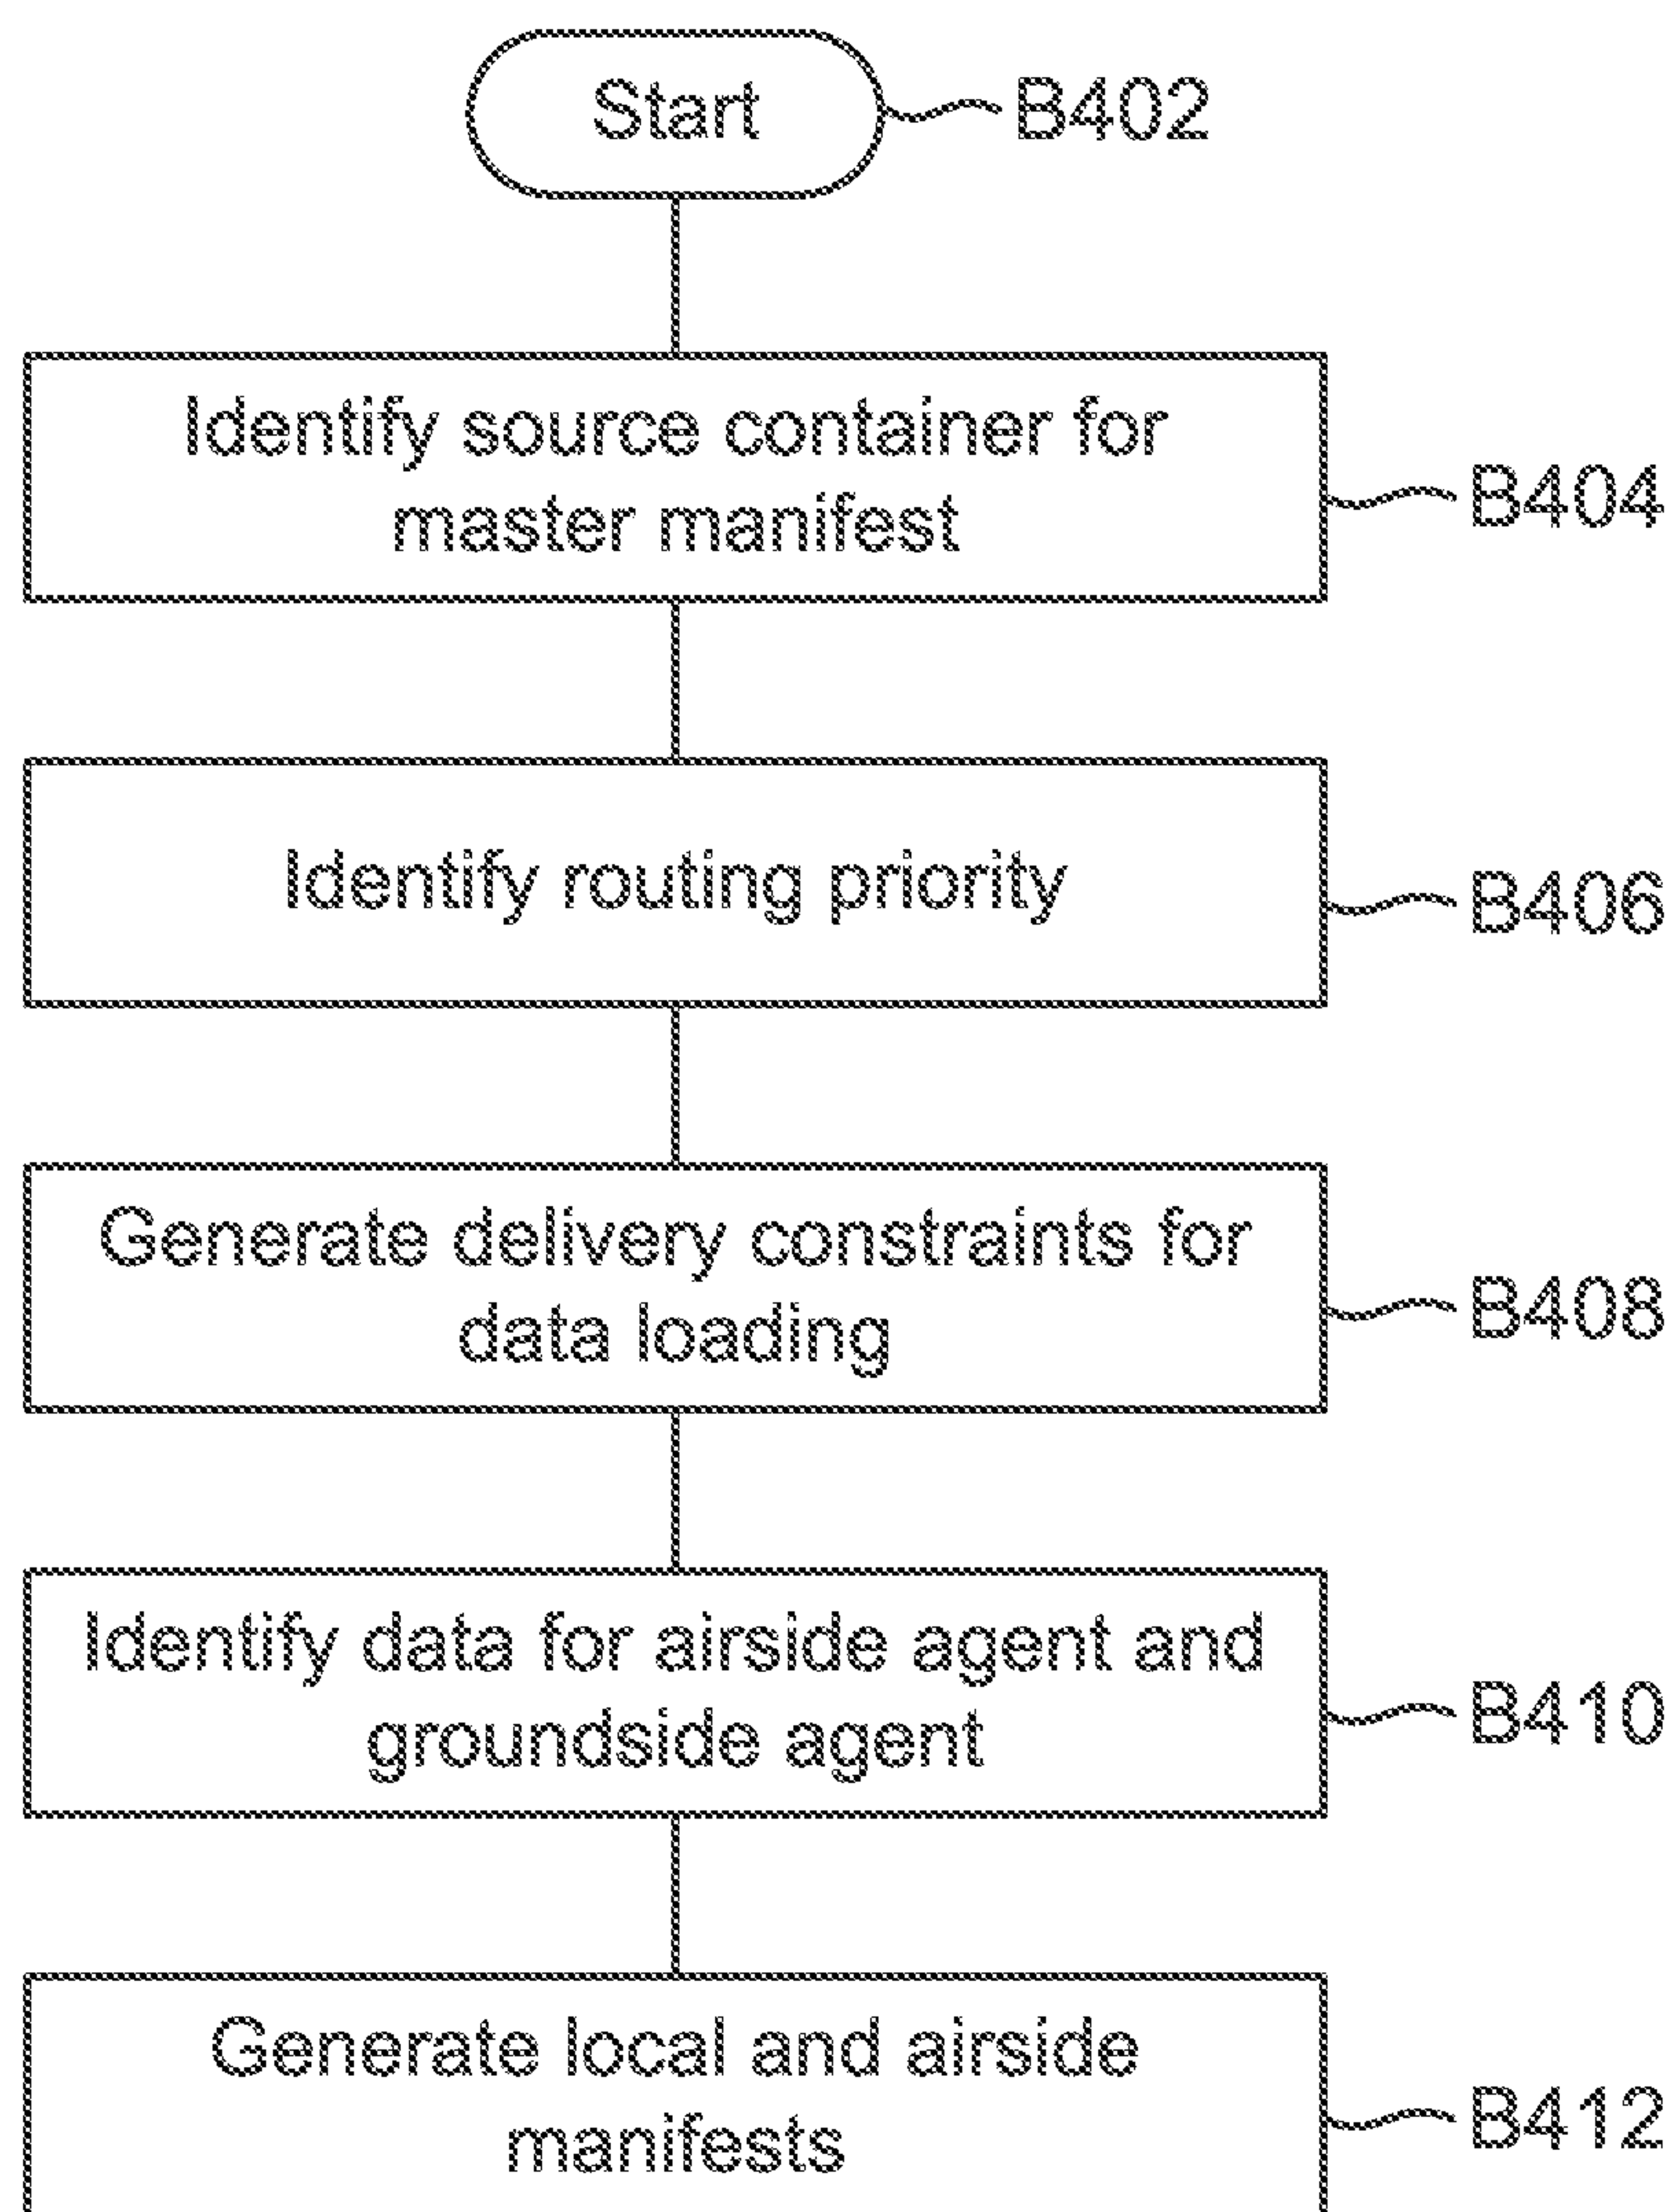 Start
B402
Identify source container for
master manifest
B404
Identify routing priority
B406
Generate delivery constraints for
data loading
B408
Identify data for airside agent and
groundside agent
B410
Generate local and airside
manifests
B412